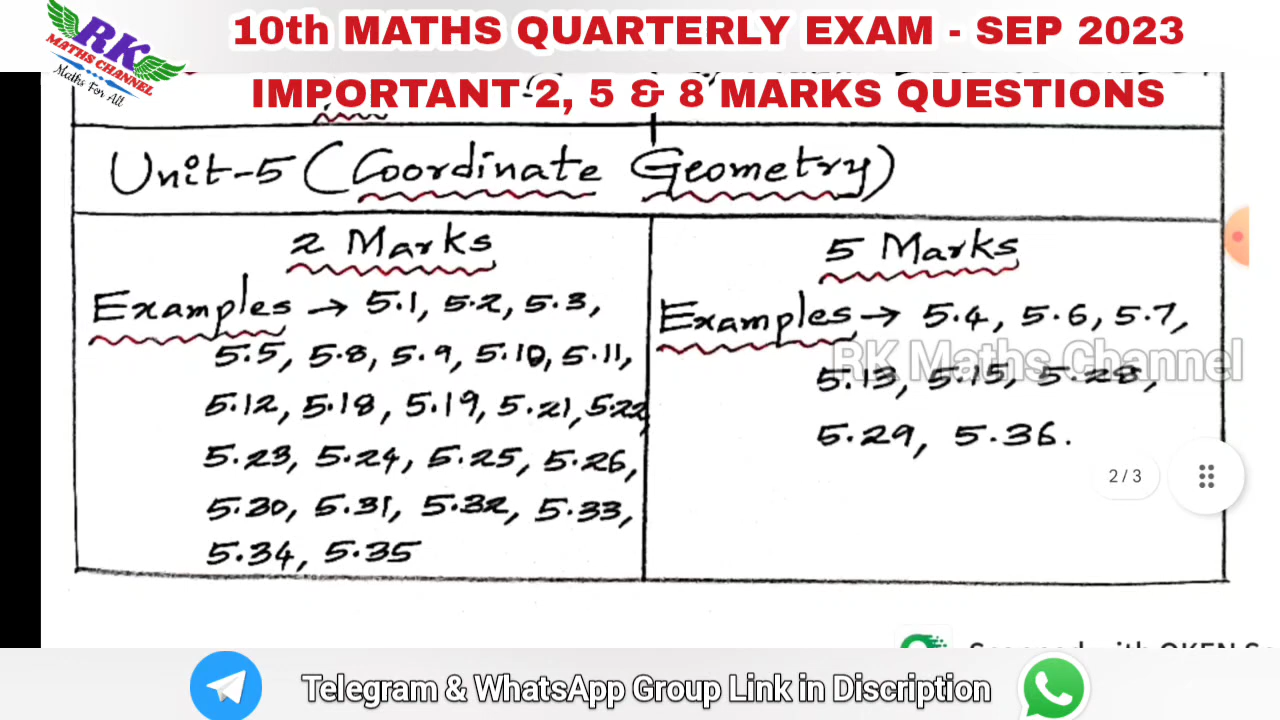 RK
MATHS CHANNEL
Maths For All
10th MATHS QUARTERLY EXAM - SEP 2023
IMPORTANT 2, 5 & 8 MARKS QUESTIONS
Unit-5 (Coordinate Geometry)
2 Marks
Examples → 5.1, 5.2, 5.3,
5.5, 5.8, 5.9, 5.10, 5.11,
5.12, 5.18, 5.19, 5.21, 5.22,
5.23, 5.24, 5.25, 5.26,
5.30, 5.31, 5.32, 5.33,
5.34, 5.35
5 Marks
Examples → 5.4, 5.6, 5.7,
RK Maths Channel
5.13, 5.15, 5.28,
5.29, 5.36.
2 / 3
Telegram & WhatsApp Group Link in Discription